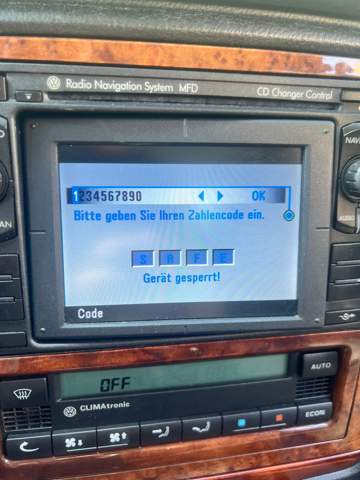 Radio Navigation System MFD
CD Changer Control
1234567890 OK
Bitte geben Sie Ihren Zahlencode ein.
S A F E
Gerät gesperrt!
Code
OFF
AUTO
CLIMAtronic
ECON